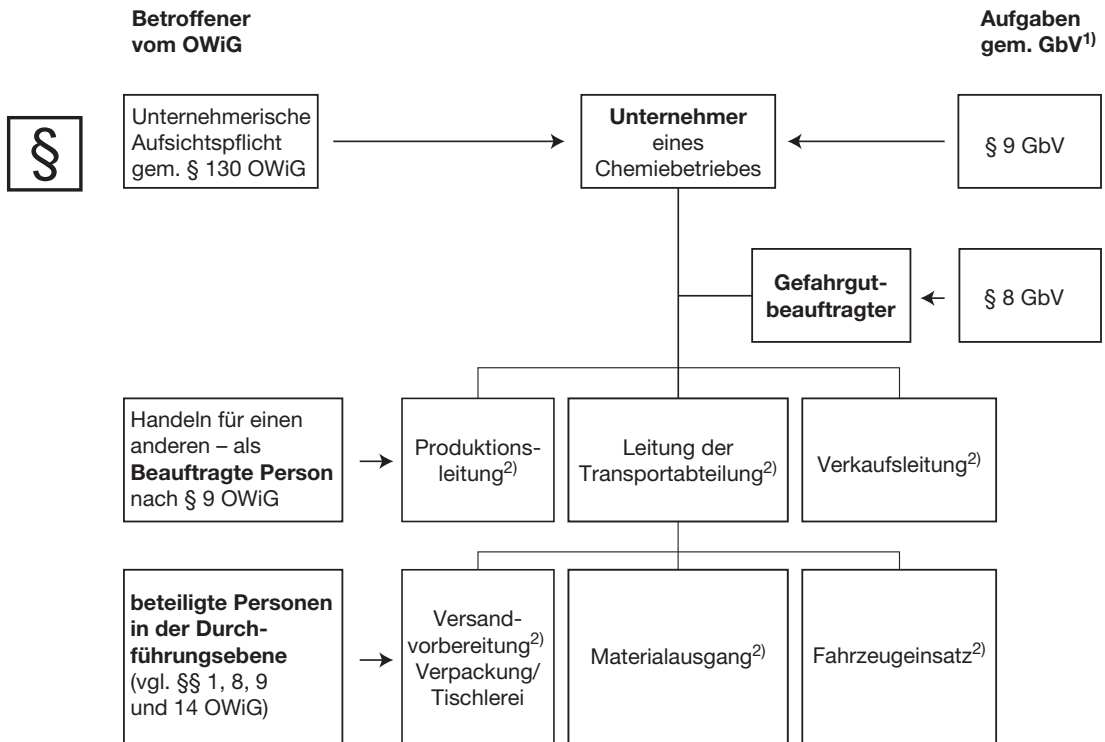 Betroffener
vom OWiG
Aufgaben
gem. GbV1)
§
Unternehmerische
Aufsichtspflicht
gem. § 130 OWiG
Unternehmer
eines
Chemiebetriebes
§ 9 GbV
Gefahrgut-
beauftragter
§ 8 GbV
Handeln für einen
anderen – als
Beauftragte Person
nach § 9 OWiG
Produktions-
leitung2)
Leitung der
Transportabteilung2)
Verkaufsleitung2)
beteiligte Personen
in der Durch-
führungsebene
(vgl. §§ 1, 8, 9
und 14 OWiG)
Versand-
vorbereitung2)
Verpackung/
Tischlerei
Materialausgang2)
Fahrzeugeinsatz2)